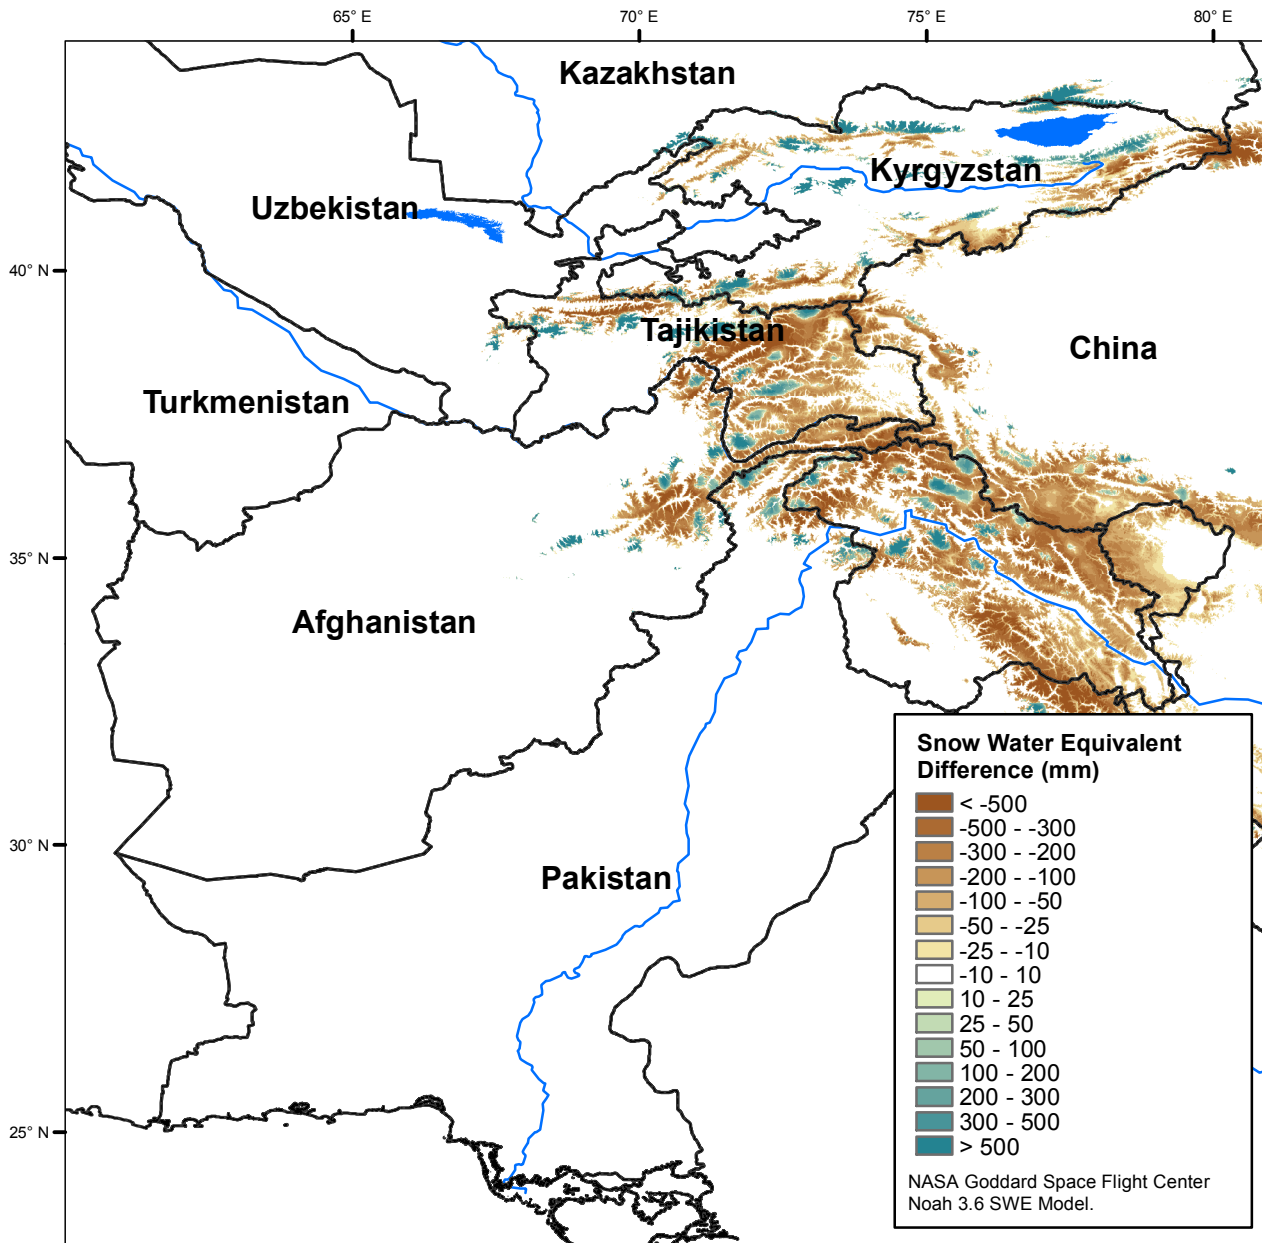 65° E
70° E
75° E
80° E
Kazakhstan
Kyrgyzstan
Uzbekistan
40° N
Tajikistan
China
Turkmenistan
35° N
Afghanistan
Snow Water Equivalent
Difference (mm)
< -500
-500 - -300
-300 - -200
-200 - -100
-100 - -50
-50 - -25
-25 - -10
-10 - 10
10 - 25
25 - 50
50 - 100
100 - 200
200 - 300
300 - 500
> 500
30° N
Pakistan
25° N
NASA Goddard Space Flight Center
Noah 3.6 SWE Model.